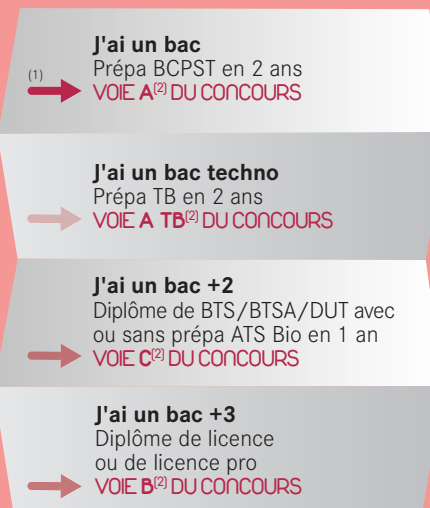 J'ai un bac
Prépa BCPST en 2 ans
(1)
VOIE A(2) DU CONCOURS
J'ai un bac techno
Prépa TB en 2 ans
VOIE A TB(2) DU CONCOURS
J'ai un bac +2
Diplôme de BTS/BTSA/DUT avec
ou sans prépa ATS Bio en 1 an
VOIE C(2) DU CONCOURS
J'ai un bac +3
Diplôme de licence
ou de licence pro
VOIE B(2) DU CONCOURS